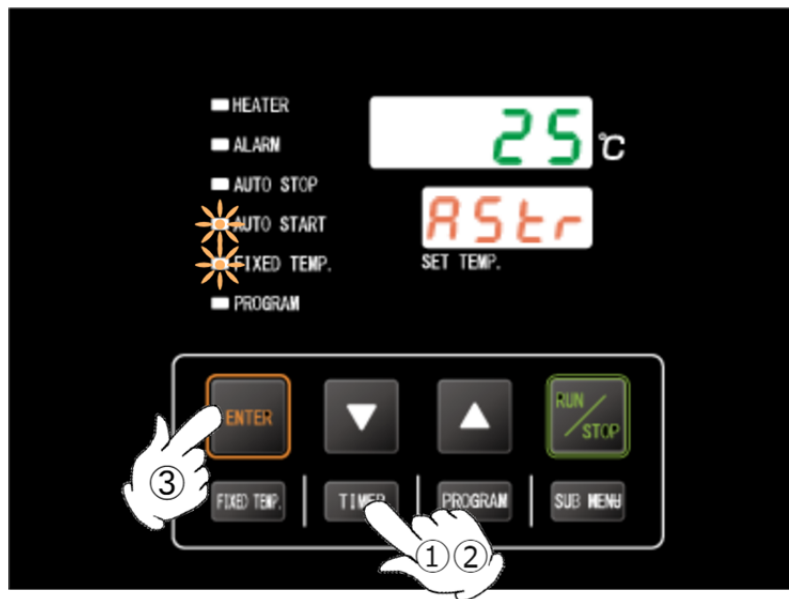 HEATER
25 ℃
ALARM
AUTO STOP
AUTO START
AStr
FIXED TEMP.
SET TEMP.
PROGRAM
ENTER
▼
▲
RUN/STOP
③
FIXED TEMP.
TIMER
PROGRAM
SUB MENU
①②